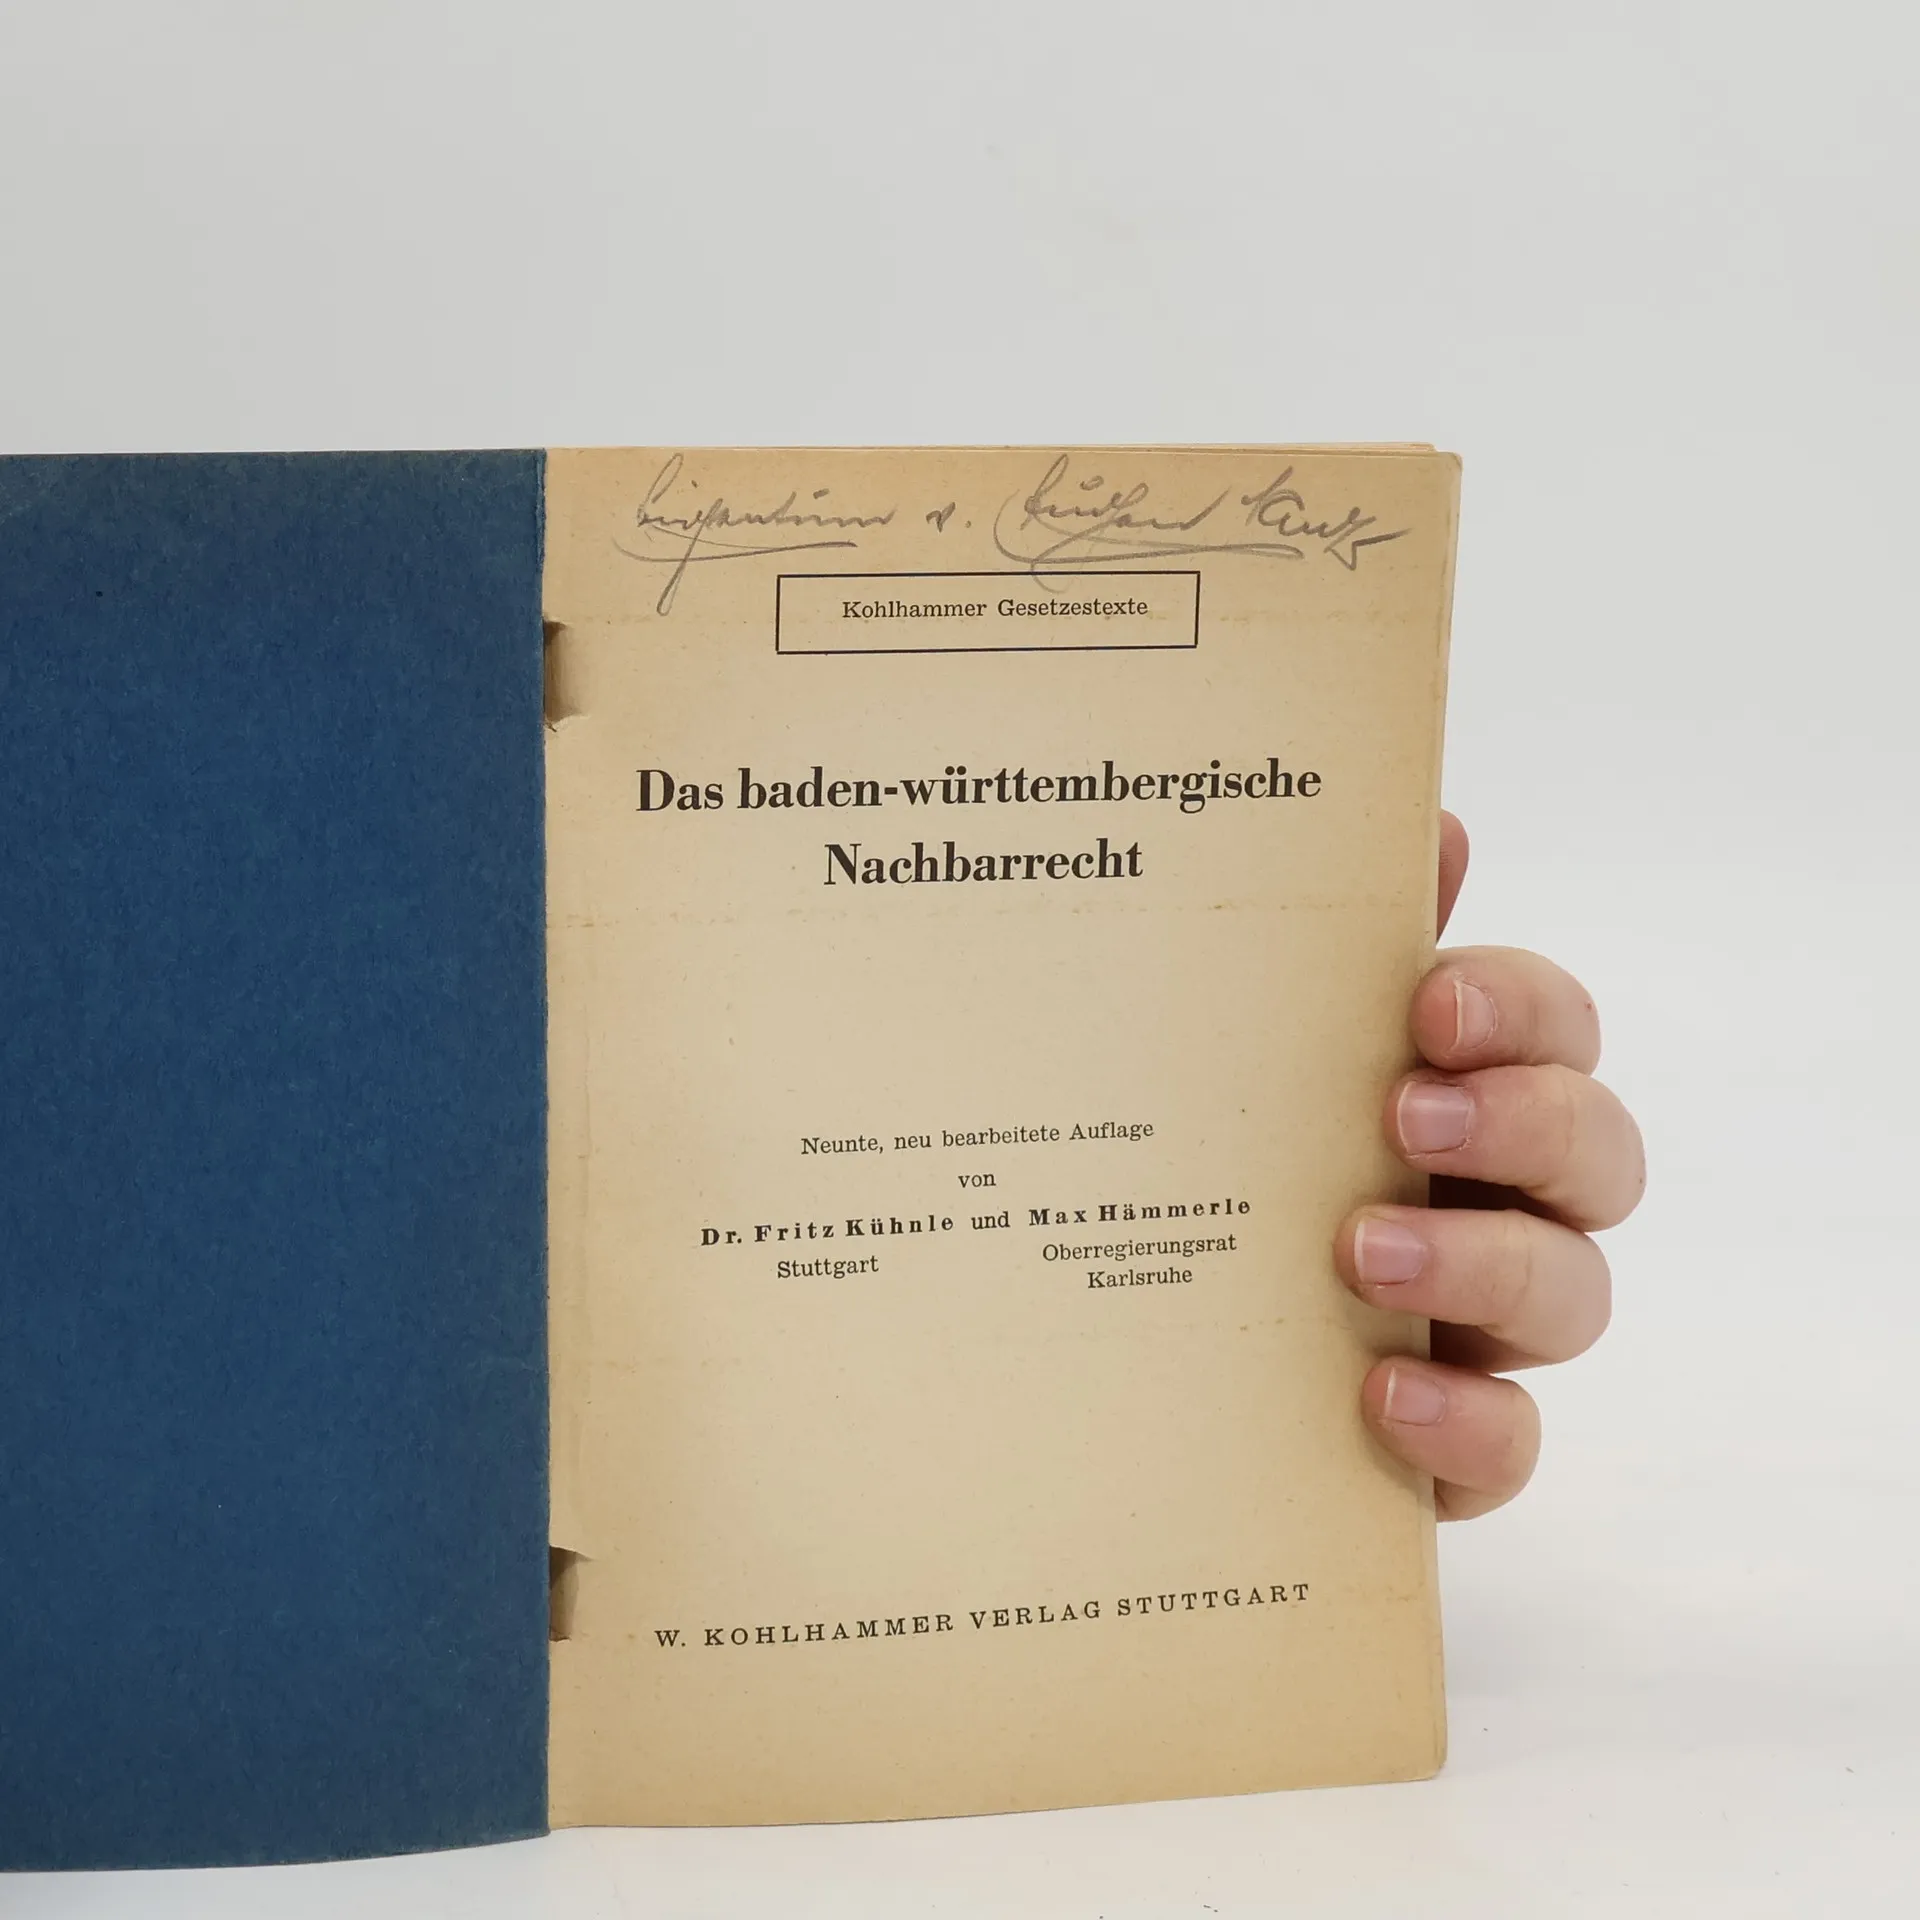 Eigentum v.
Kohlhammer Gesetzestexte
Das baden-württembergische
Nachbarrecht
Neunte, neu bearbeitete Auflage
von
Dr. Fritz Kühnle und Max Hämmerle
Stuttgart Oberregierungsrat
Karlsruhe
W. KOHLHAMMER VERLAG STUTTGART